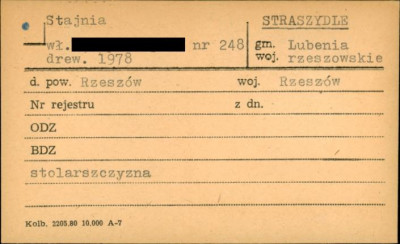 Stajnia STRASZYDLE
wł. nr 248 gm. Lubenia
drew. 1978 woj. rzeszowskie
d. pow. Rzeszów woj. Rzeszów
Nr rejestru z dn.
ODZ
BDZ
stolarszczyzna
Kolb. 2205.80 10.000 A-7